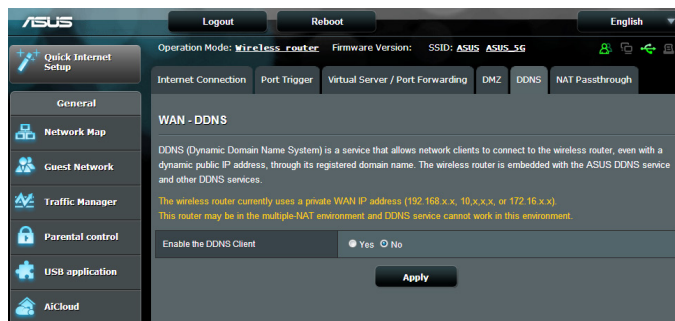 ASUS
Logout
Reboot
English
Quick Internet
Setup
Operation Mode: Wireless router Firmware Version: SSID: ASUS ASUS_5G
Internet Connection
Port Trigger
Virtual Server / Port Forwarding
DMZ
DDNS
NAT Passthrough
General
Network Map
Guest Network
Traffic Manager
Parental control
USB application
AiCloud
WAN - DDNS
DDNS (Dynamic Domain Name System) is a service that allows network clients to connect to the wireless router, even with a
dynamic public IP address, through its registered domain name. The wireless router is embedded with the ASUS DDNS service
and other DDNS services.
The wireless router currently uses a private WAN IP address (192.168.x.x, 10,x,x,x, or 172.16.x.x).
This router may be in the multiple-NAT environment and DDNS service cannot work in this environment.
Enable the DDNS Client
Yes No
Apply